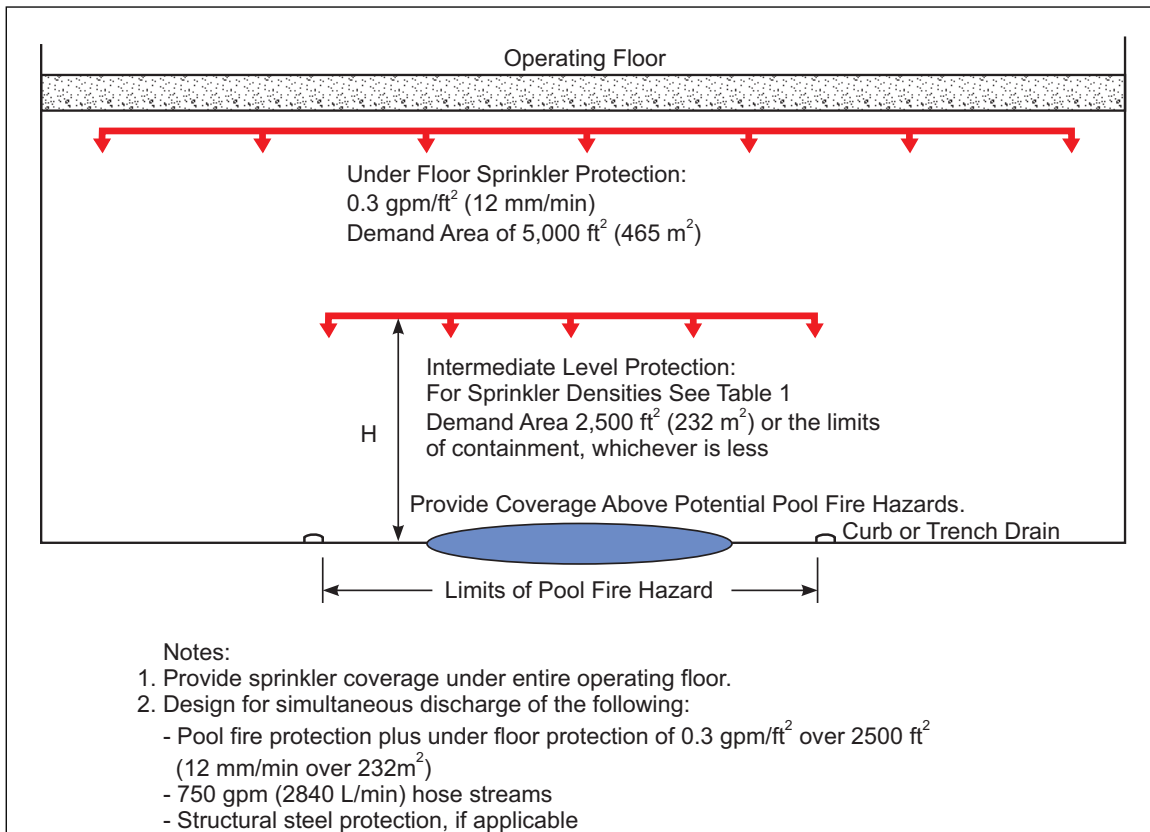 Operating Floor
Under Floor Sprinkler Protection:
0.3 gpm/ft² (12 mm/min)
Demand Area of 5,000 ft² (465 m²)
Intermediate Level Protection:
For Sprinkler Densities See Table 1
Demand Area 2,500 ft² (232 m²) or the limits
of containment, whichever is less
H
Provide Coverage Above Potential Pool Fire Hazards.
Curb or Trench Drain
Limits of Pool Fire Hazard
Notes:
1. Provide sprinkler coverage under entire operating floor.
2. Design for simultaneous discharge of the following:
- Pool fire protection plus under floor protection of 0.3 gpm/ft² over 2500 ft²
(12 mm/min over 232m²)
- 750 gpm (2840 L/min) hose streams
- Structural steel protection, if applicable